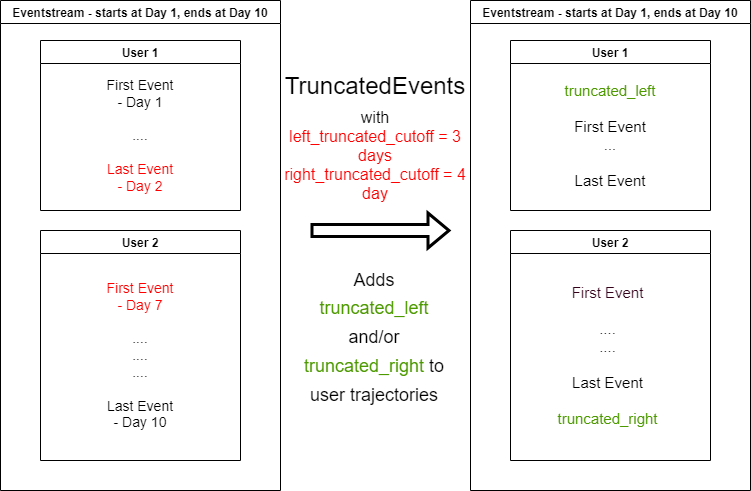 Eventstream - starts at Day 1, ends at Day 10
User 1
First Event
- Day 1
....
Last Event
- Day 2
User 2
First Event
- Day 7
....
....
....
Last Event
- Day 10
TruncatedEvents
with
left_truncated_cutoff = 3
days
right_truncated_cutoff = 4
day
Adds
truncated_left
and/or
truncated_right to
user trajectories
Eventstream - starts at Day 1, ends at Day 10
User 1
truncated_left
First Event
...
Last Event
User 2
First Event
....
....
Last Event
truncated_right